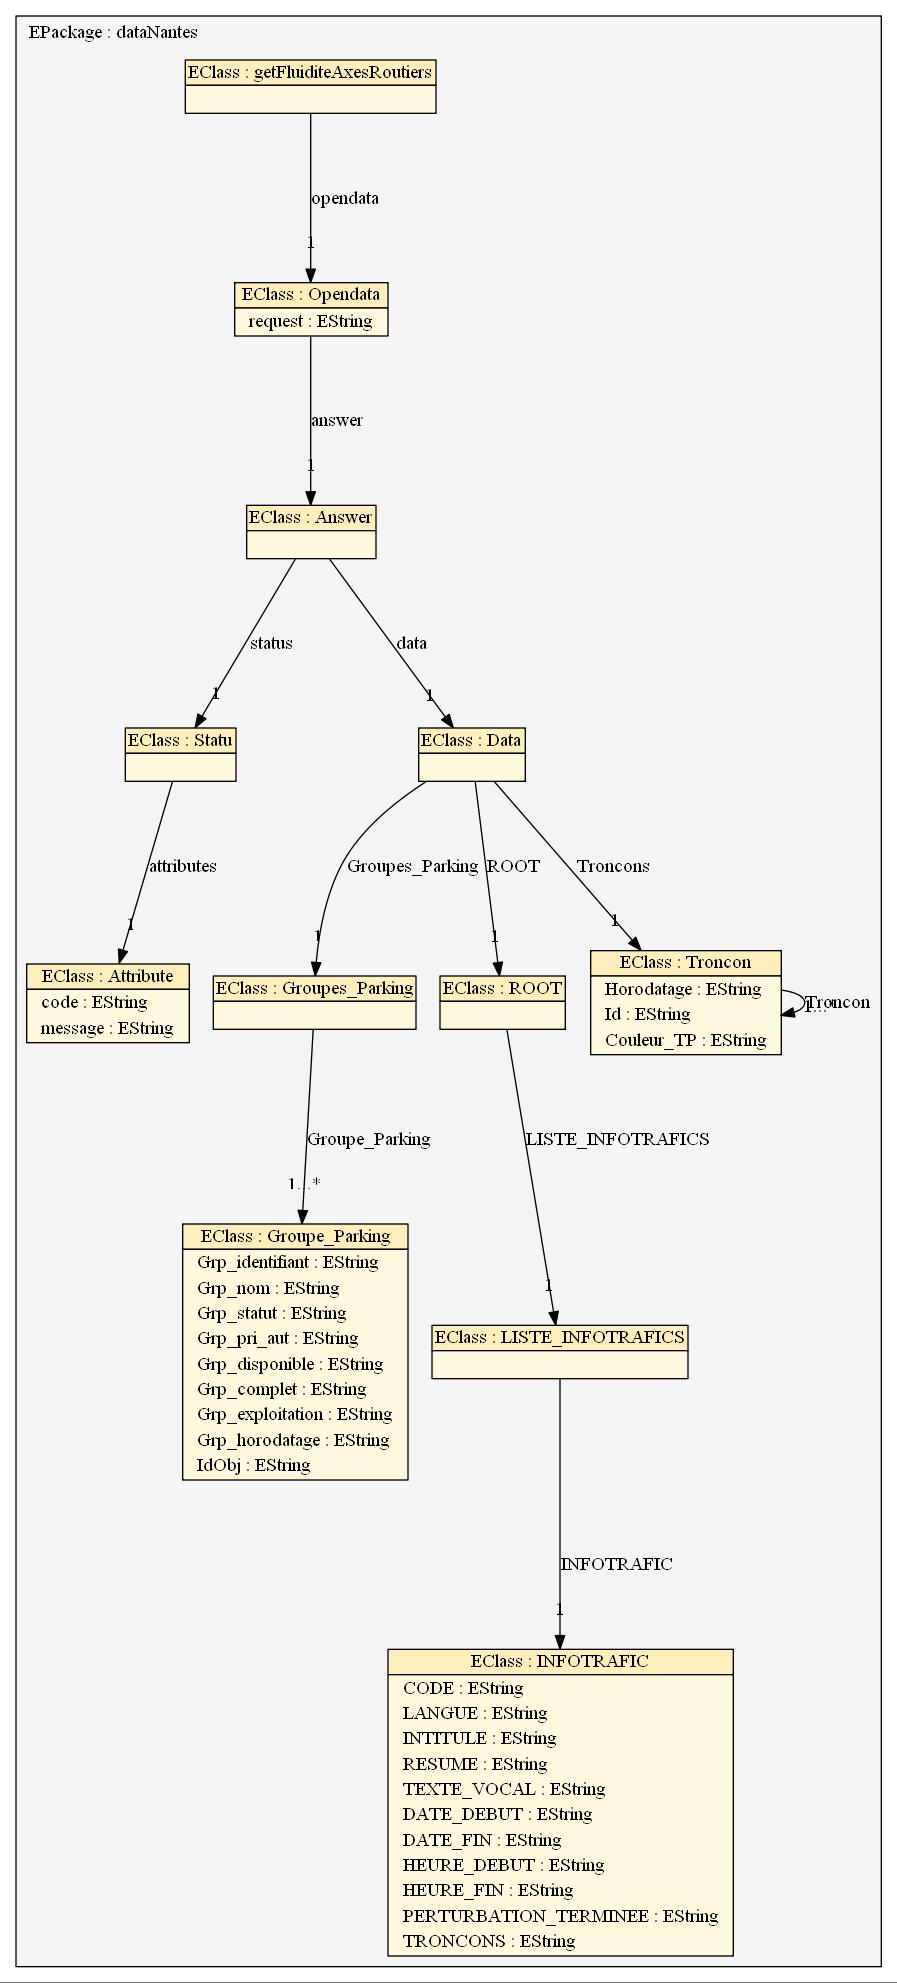 EPackage : dataNantes
EClass : getFluiditeAxesRoutiers
opendata
1
EClass : Opendata
request : EString
answer
1
EClass : Answer
status
data
1
1
EClass : Statu
EClass : Data
attributes
Groupes_Parking
ROOT
Troncons
1
1
1
1
EClass : Attribute
code : EString
message : EString
EClass : Groupes_Parking
EClass : ROOT
EClass : Troncon
Horodatage : EString
Id : EString
Couleur_TP : EString
Troncon
Groupe_Parking
LISTE_INFOTRAFICS
1...*
EClass : Groupe_Parking
Grp_identifiant : EString
Grp_nom : EString
Grp_statut : EString
Grp_pri_aut : EString
Grp_disponible : EString
Grp_complet : EString
Grp_exploitation : EString
Grp_horodatage : EString
IdObj : EString
1
EClass : LISTE_INFOTRAFICS
INFOTRAFIC
1
EClass : INFOTRAFIC
CODE : EString
LANGUE : EString
INTITULE : EString
RESUME : EString
TEXTE_VOCAL : EString
DATE_DEBUT : EString
DATE_FIN : EString
HEURE_DEBUT : EString
HEURE_FIN : EString
PERTURBATION_TERMINEE : EString
TRONCONS : EString